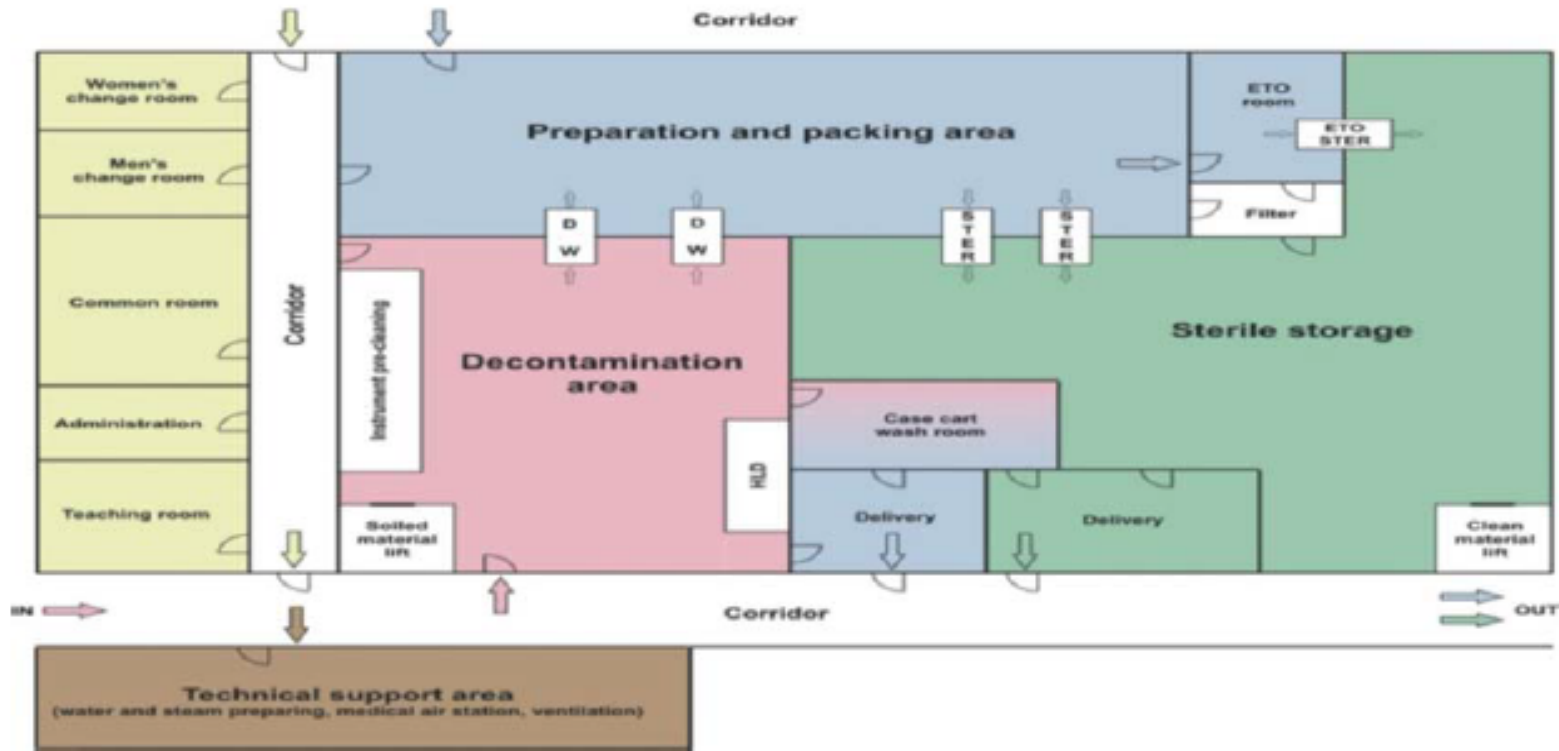 Corridor
Women's
change room
Men's
change room
Common room
Administration
Teaching room
Corridor
Preparation and packing area
ETO
room
ETO
STER
Filter
D
W
D
W
STER
STER
Instrument pre-cleaning
Decontamination
area
Sterile storage
Case cart
wash room
HLD
Soiled
material
lift
Delivery
Delivery
Clean
material
lift
IN
Corridor
OUT
Technical support area
(water and steam preparing, medical air station, ventilation)